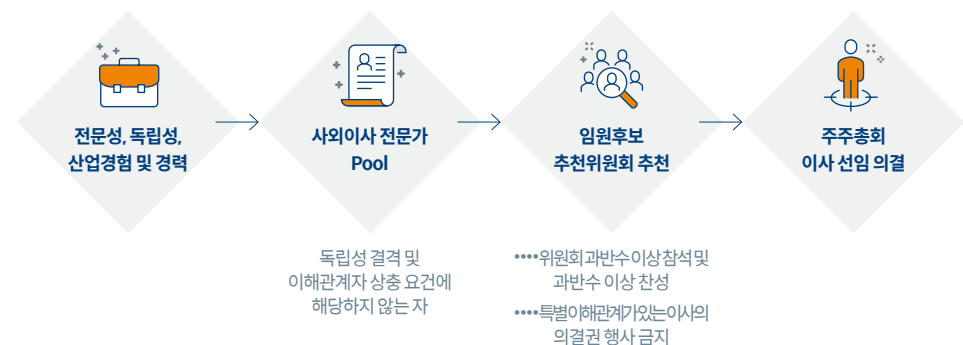 전문성, 독립성,
산업경험 및 경력
사외이사 전문가
Pool
독립성 결격 및
이해관계자 상충 요건에
해당하지 않는 자
임원후보
추천위원회 추천
••••위원회 과반수 이상 참석 및
과반수 이상 찬성
••••특별이해관계가 있는 이사의
의결권 행사 금지
주주총회
이사 선임 의결